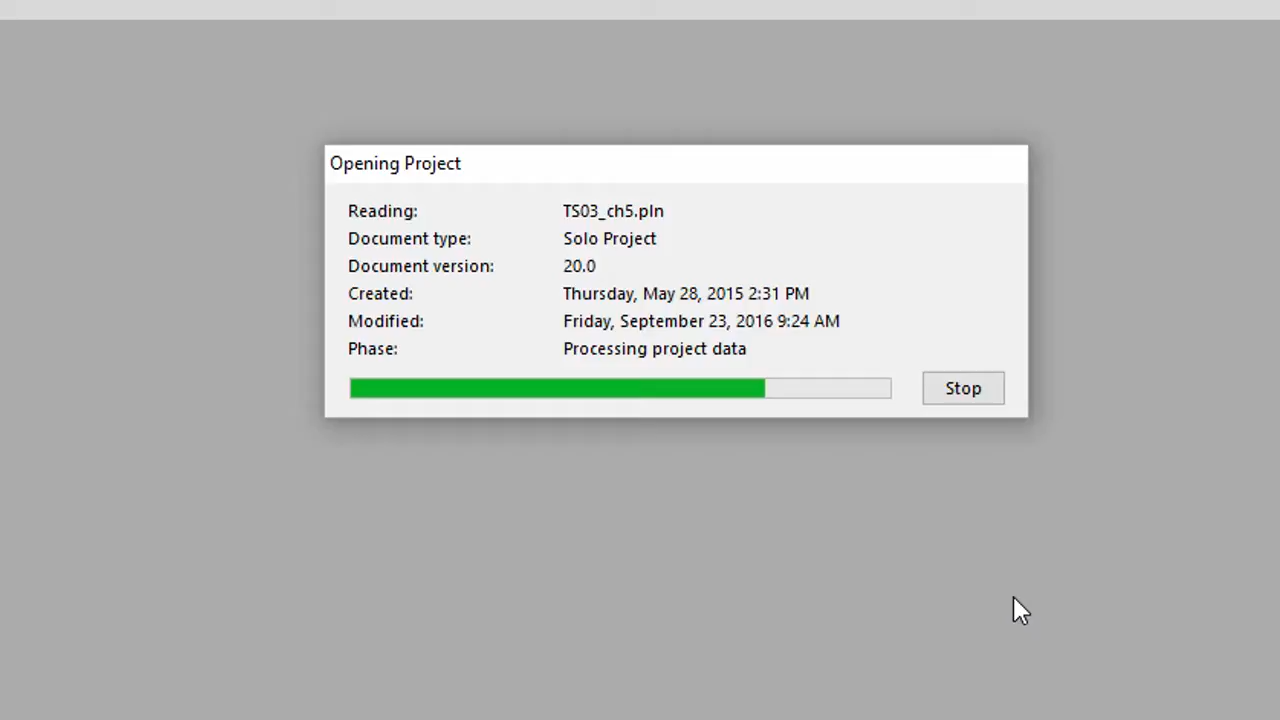 Opening Project
Reading: TS03_ch5.pln
Document type: Solo Project
Document version: 20.0
Created: Thursday, May 28, 2015 2:31 PM
Modified: Friday, September 23, 2016 9:24 AM
Phase: Processing project data
Stop